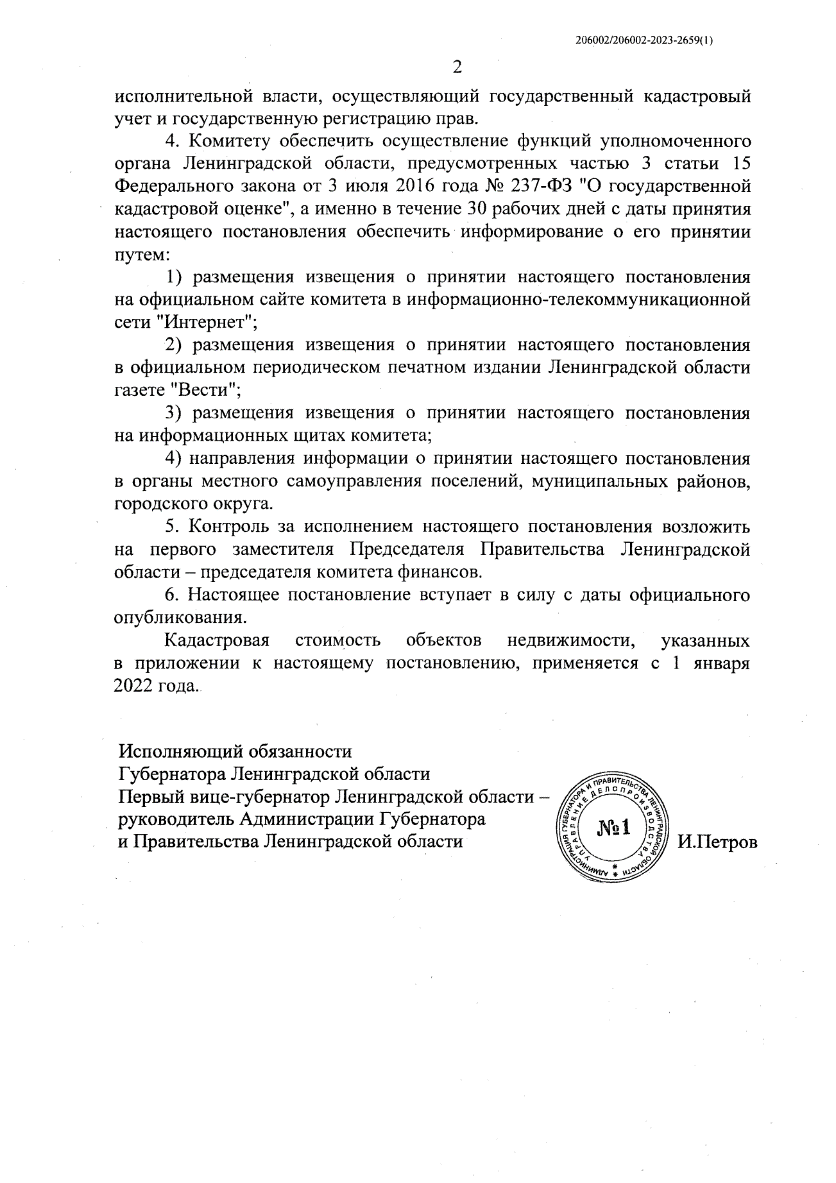 206002/206002-2023-2659(1)
2
исполнительной власти, осуществляющий государственный кадастровый
учет и государственную регистрацию прав.
4. Комитету обеспечить осуществление функций уполномоченного
органа Ленинградской области, предусмотренных частью 3 статьи 15
Федерального закона от 3 июля 2016 года № 237-ФЗ "О государственной
кадастровой оценке", а именно в течение 30 рабочих дней с даты принятия
настоящего постановления обеспечить информирование о его принятии
путем:
1) размещения извещения о принятии настоящего постановления
на официальном сайте комитета в информационно-телекоммуникационной
сети "Интернет";
2) размещения извещения о принятии настоящего постановления
в официальном периодическом печатном издании Ленинградской области
газете "Вести";
3) размещения извещения о принятии настоящего постановления
на информационных щитах комитета;
4) направления информации о принятии настоящего постановления
в органы местного самоуправления поселений, муниципальных районов,
городского округа.
5. Контроль за исполнением настоящего постановления возложить
на первого заместителя Председателя Правительства Ленинградской
области – председателя комитета финансов.
6. Настоящее постановление вступает в силу с даты официального
опубликования.
Кадастровая стоимость объектов недвижимости, указанных
в приложении к настоящему постановлению, применяется с 1 января
2022 года.
Исполняющий обязанности
Губернатора Ленинградской области
Первый вице-губернатор Ленинградской области –
руководитель Администрации Губернатора
и Правительства Ленинградской области
И.Петров
АДМИНИСТРАЦИЯ ГУБЕРНАТОРА И ПРАВИТЕЛЬСТВА ЛЕНИНГРАДСКОЙ ОБЛАСТИ
УПРАВЛЕНИЕ ДЕЛОПРОИЗВОДСТВА
№1